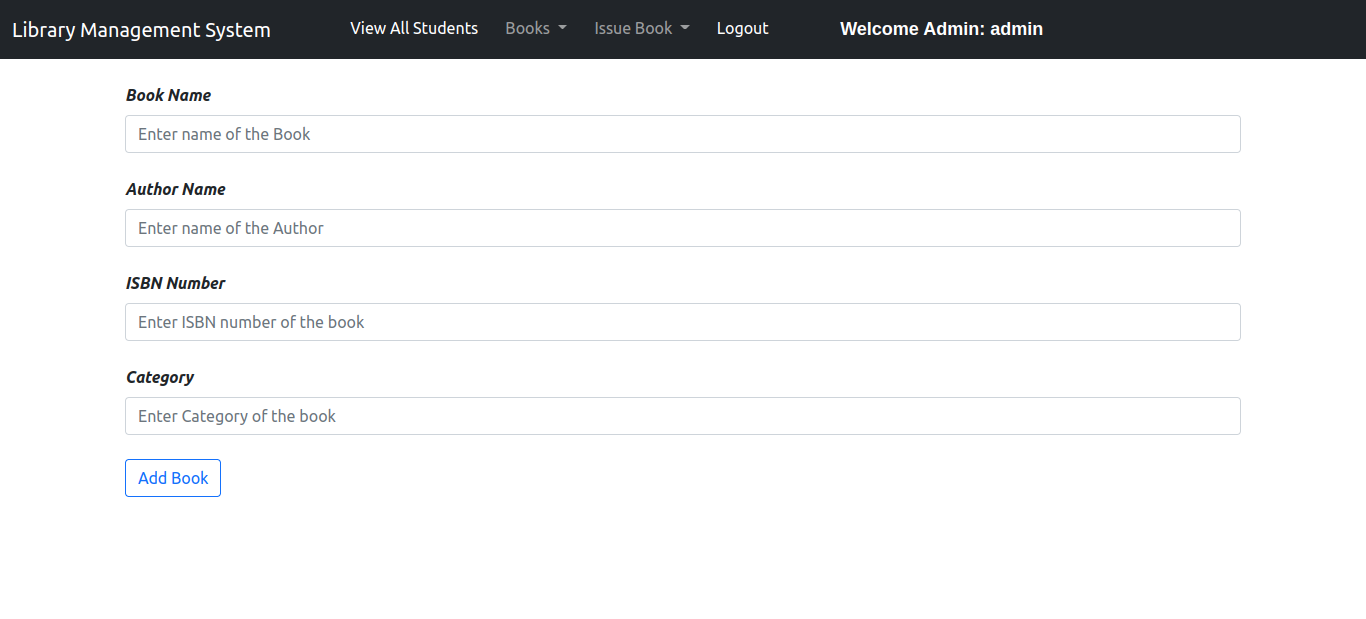 Library Management System View All Students Books Issue Book Logout Welcome Admin: admin
Book Name
Enter name of the Book
Author Name
Enter name of the Author
ISBN Number
Enter ISBN number of the book
Category
Enter Category of the book
Add Book